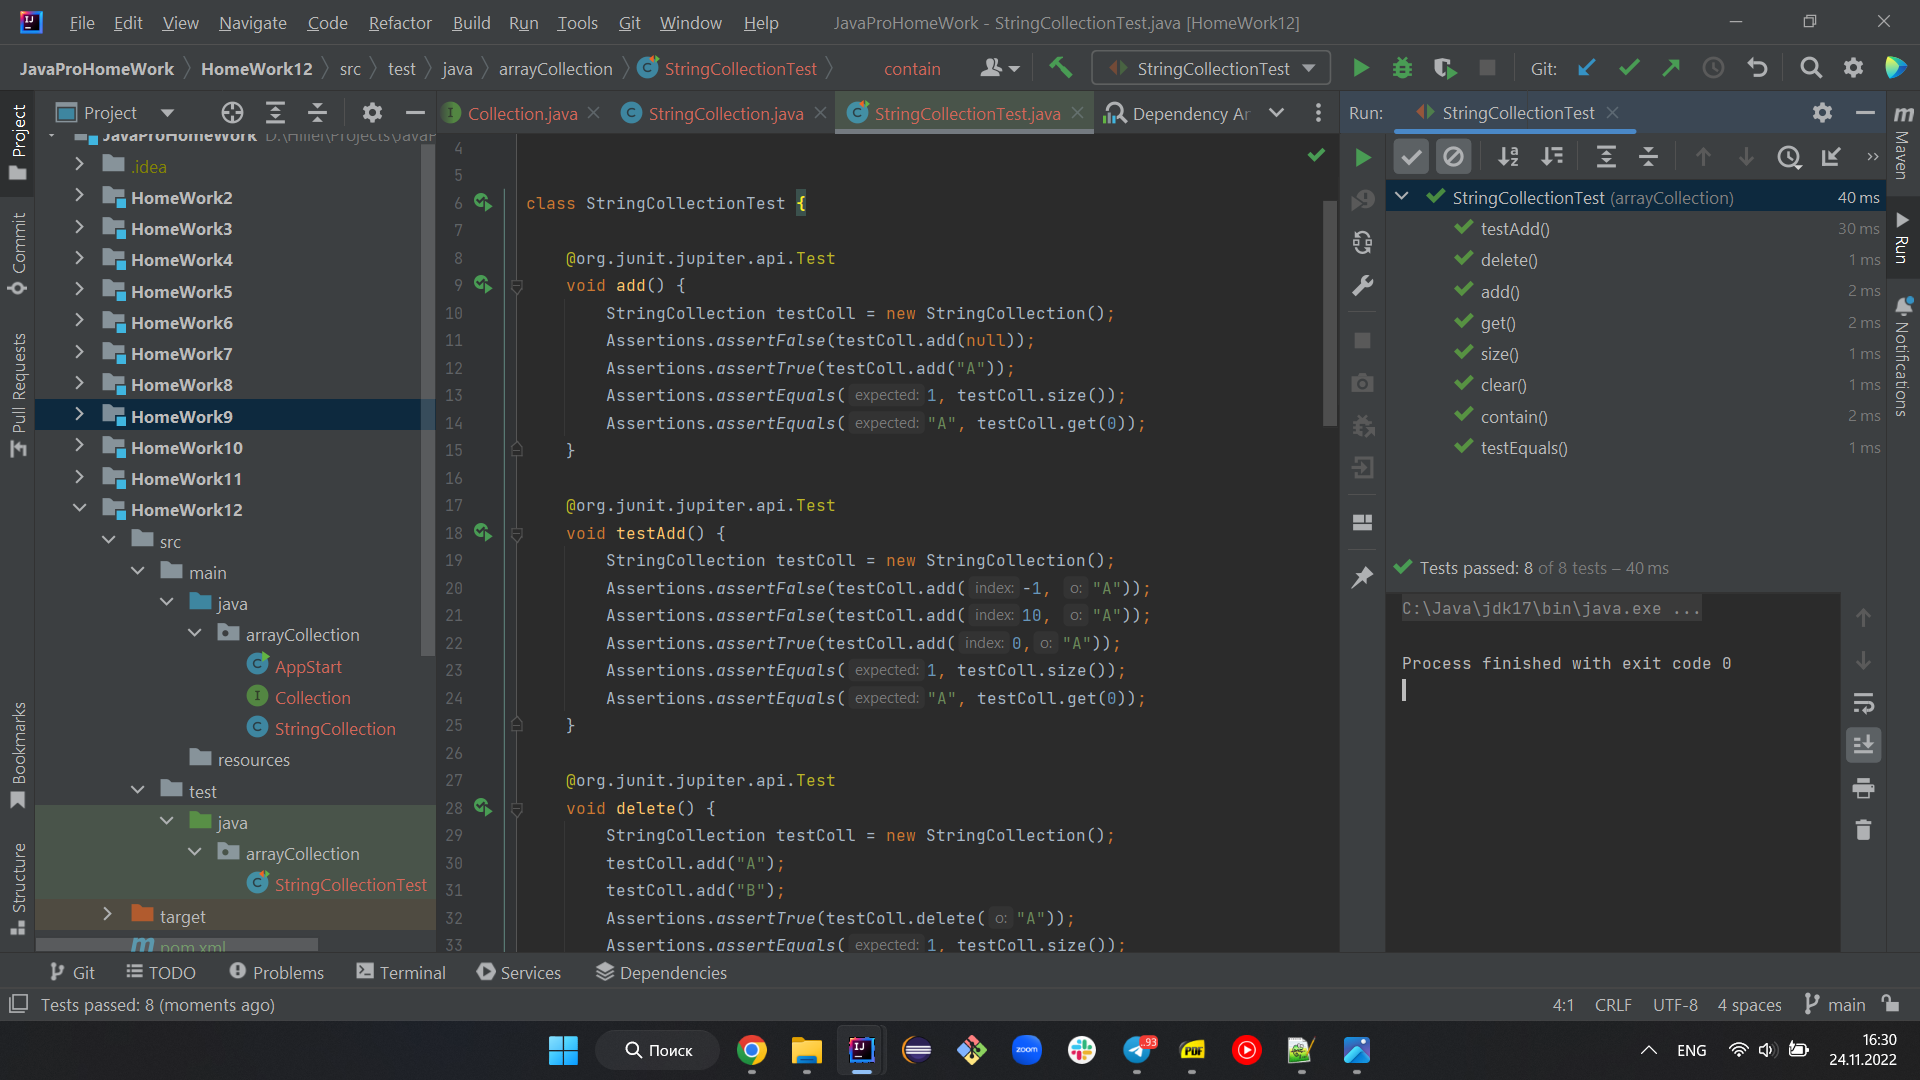 File Edit View Navigate Code Refactor Build Run Tools Git Window Help JavaProHomeWork - StringCollectionTest.java [HomeWork12]
JavaProHomeWork HomeWork12 src test java arrayCollection StringCollectionTest contain StringCollectionTest Git:
Project
Collection.java StringCollection.java StringCollectionTest.java Dependency Ar
Run: StringCollectionTest
Project
Commit
Pull Requests
Bookmarks
Structure
JavaProHomeWork D:\Hillel\Projects\JavaP
.idea
HomeWork2
HomeWork3
HomeWork4
HomeWork5
HomeWork6
HomeWork7
HomeWork8
HomeWork9
HomeWork10
HomeWork11
HomeWork12
src
main
java
arrayCollection
AppStart
Collection
StringCollection
resources
test
java
arrayCollection
StringCollectionTest
target
pom.xml
4
5
6 class StringCollectionTest {
7
8 @org.junit.jupiter.api.Test
9 void add() {
10 StringCollection testColl = new StringCollection();
11 Assertions.assertFalse(testColl.add(null));
12 Assertions.assertTrue(testColl.add("A"));
13 Assertions.assertEquals( expected: 1, testColl.size());
14 Assertions.assertEquals( expected: "A", testColl.get(0));
15 }
16
17 @org.junit.jupiter.api.Test
18 void testAdd() {
19 StringCollection testColl = new StringCollection();
20 Assertions.assertFalse(testColl.add( index: -1, o: "A"));
21 Assertions.assertFalse(testColl.add( index: 10, o: "A"));
22 Assertions.assertTrue(testColl.add( index: 0, o: "A"));
23 Assertions.assertEquals( expected: 1, testColl.size());
24 Assertions.assertEquals( expected: "A", testColl.get(0));
25 }
26
27 @org.junit.jupiter.api.Test
28 void delete() {
29 StringCollection testColl = new StringCollection();
30 testColl.add("A");
31 testColl.add("B");
32 Assertions.assertTrue(testColl.delete( o: "A"));
33 Assertions.assertEquals( expected: 1, testColl.size());
StringCollectionTest (arrayCollection) 40 ms
testAdd() 30 ms
delete() 1 ms
add() 2 ms
get() 2 ms
size() 1 ms
clear() 1 ms
contain() 2 ms
testEquals() 1 ms
Tests passed: 8 of 8 tests – 40 ms
C:\Java\jdk17\bin\java.exe ...
Process finished with exit code 0
m
Maven
Run
Notifications
Git TODO Problems Terminal Services Dependencies
Tests passed: 8 (moments ago) 4:1 CRLF UTF-8 4 spaces main
Поиск zoom 93 PDF ENG 16:30
24.11.2022